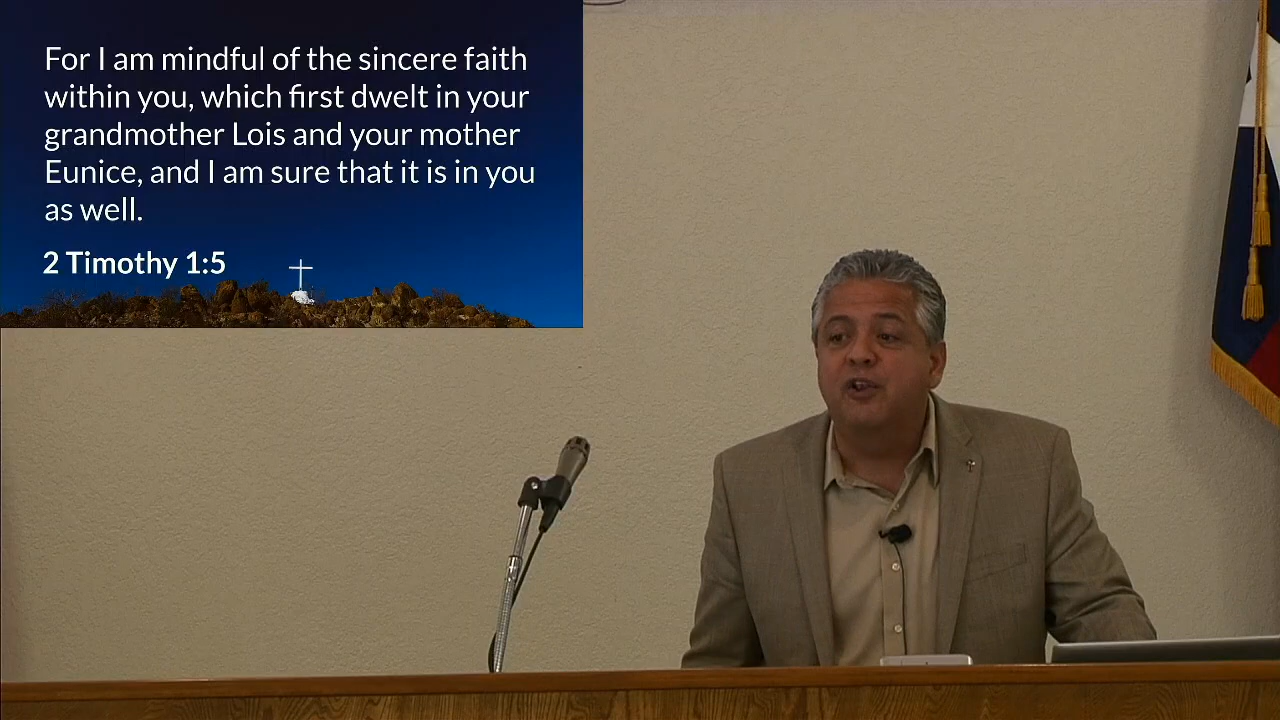 For I am mindful of the sincere faith
within you, which first dwelt in your
grandmother Lois and your mother
Eunice, and I am sure that it is in you
as well.
2 Timothy 1:5